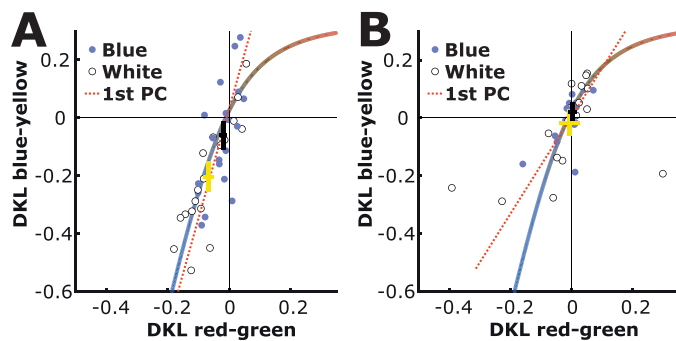 A
Blue
White
1st PC
0.2
0
-0.2
-0.4
-0.6
-0.4
-0.2
0
0.2
DKL blue-yellow
DKL red-green
B
Blue
White
1st PC
0.2
0
-0.2
-0.4
-0.6
-0.4
-0.2
0
0.2
DKL blue-yellow
DKL red-green